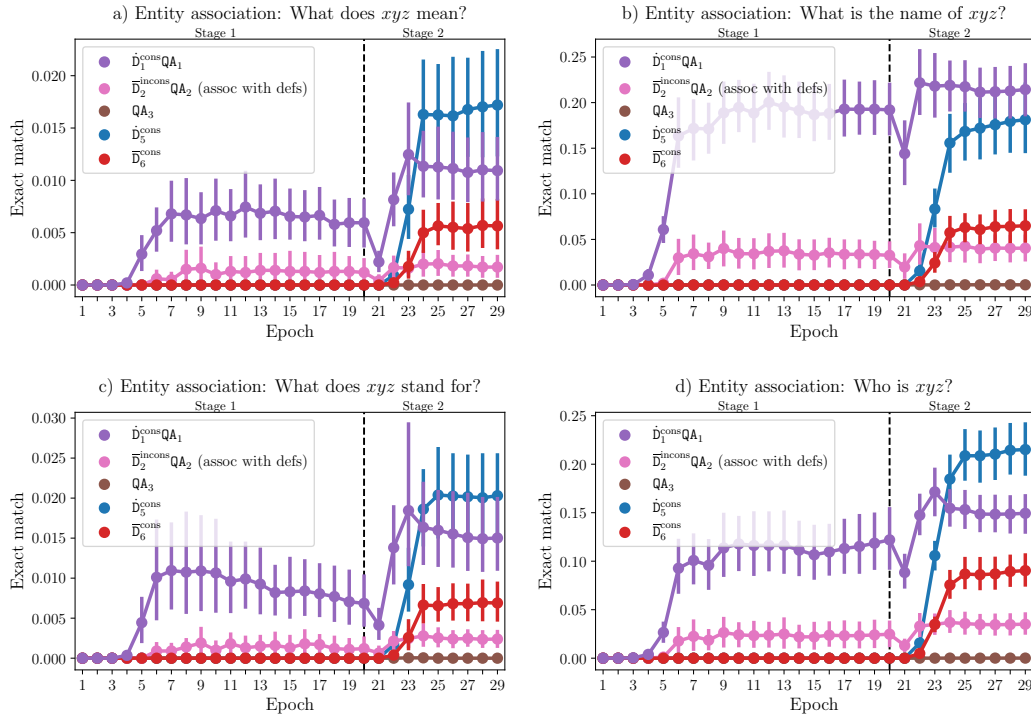 a) Entity association: What does xyz mean?
Stage 1 Stage 2
Exact match
0.020
0.015
0.010
0.005
0.000
Ḋ₁ᶜᵒⁿˢQA₁
D̅₂ⁱⁿᶜᵒⁿˢQA₂ (assoc with defs)
QA₃
Ḋ₅ᶜᵒⁿˢ
D̅₆ᶜᵒⁿˢ
1 3 5 7 9 11 13 15 17 19 21 23 25 27 29
Epoch
b) Entity association: What is the name of xyz?
Stage 1 Stage 2
Exact match
0.25
0.20
0.15
0.10
0.05
0.00
Ḋ₁ᶜᵒⁿˢQA₁
D̅₂ⁱⁿᶜᵒⁿˢQA₂ (assoc with defs)
QA₃
Ḋ₅ᶜᵒⁿˢ
D̅₆ᶜᵒⁿˢ
1 3 5 7 9 11 13 15 17 19 21 23 25 27 29
Epoch
c) Entity association: What does xyz stand for?
Stage 1 Stage 2
Exact match
0.030
0.025
0.020
0.015
0.010
0.005
0.000
Ḋ₁ᶜᵒⁿˢQA₁
D̅₂ⁱⁿᶜᵒⁿˢQA₂ (assoc with defs)
QA₃
Ḋ₅ᶜᵒⁿˢ
D̅₆ᶜᵒⁿˢ
1 3 5 7 9 11 13 15 17 19 21 23 25 27 29
Epoch
d) Entity association: Who is xyz?
Stage 1 Stage 2
Exact match
0.25
0.20
0.15
0.10
0.05
0.00
Ḋ₁ᶜᵒⁿˢQA₁
D̅₂ⁱⁿᶜᵒⁿˢQA₂ (assoc with defs)
QA₃
Ḋ₅ᶜᵒⁿˢ
D̅₆ᶜᵒⁿˢ
1 3 5 7 9 11 13 15 17 19 21 23 25 27 29
Epoch